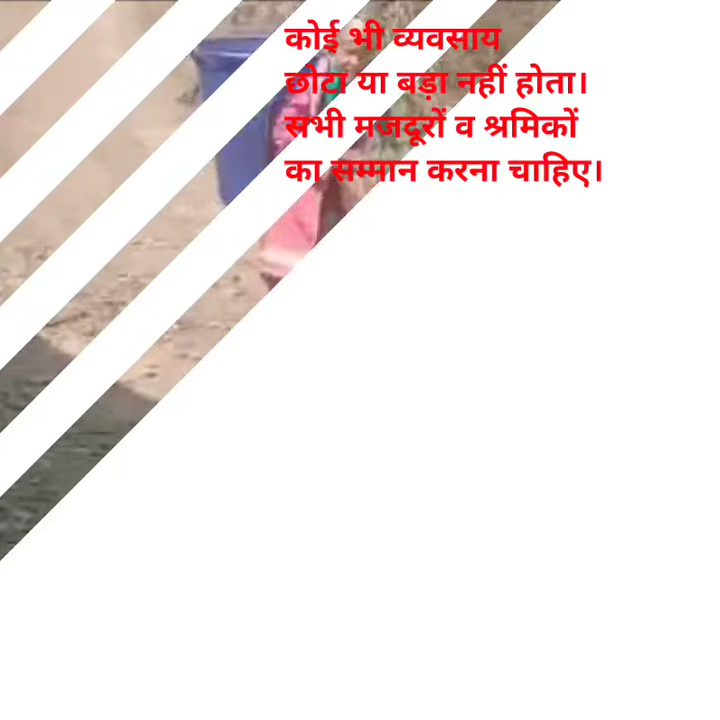 कोई भी व्यवसाय
छोटा या बड़ा नहीं होता।
सभी मजदूरों व श्रमिकों
का सम्मान करना चाहिए।